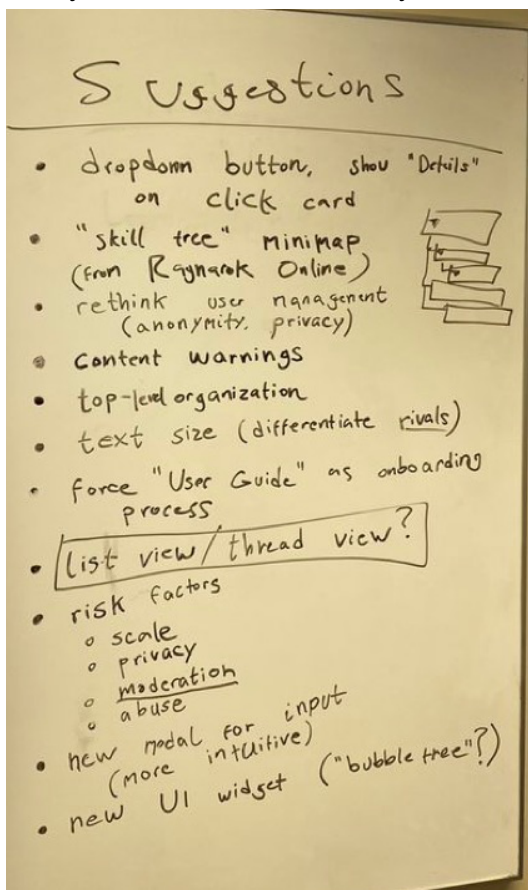 Suggestions
• dropdown button, show "Details"
on click card
• "skill tree" minimap
(from Ragnarok Online)
• rethink user management
(anonymity, privacy)
• content warnings
• top-level organization
• text size (differentiate rivals)
• force "User Guide" as onboarding
process
• list view/thread view?
• risk factors
○ scale
○ privacy
○ moderation
○ abuse
• new modal for input
(more intuitive)
• new UI widget ("bubble tree"?)